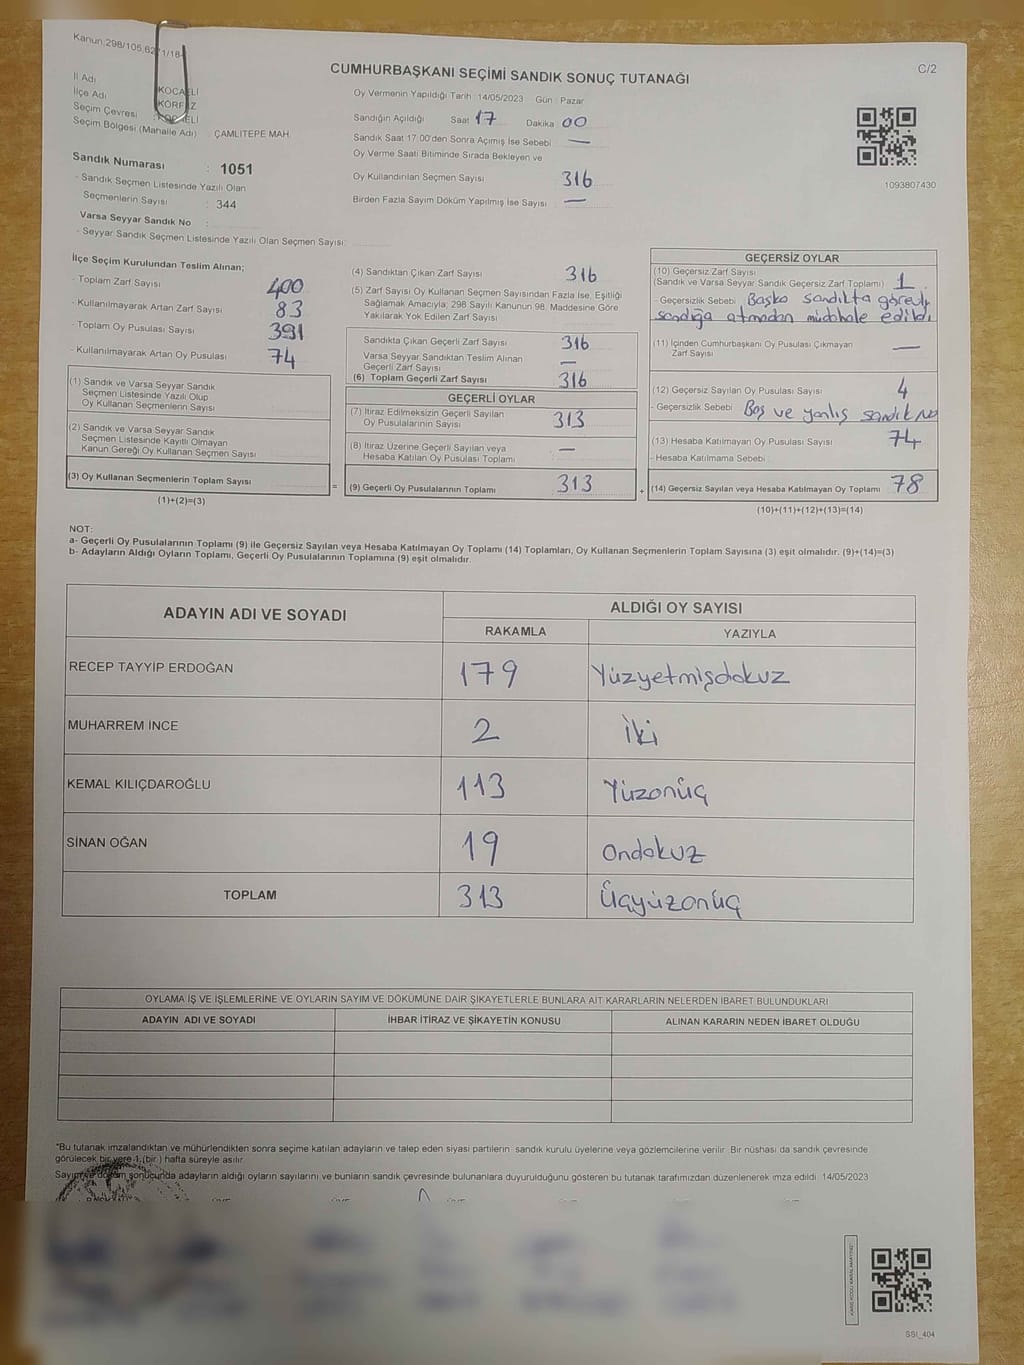 Kanun;298/105,6271/184
C/2
CUMHURBAŞKANI SEÇİMİ SANDIK SONUÇ TUTANAĞI
İl Adı KOCAELİ
İlçe Adı KÖRFEZ
Seçim Çevresi KOCAELİ
Seçim Bölgesi (Mahalle Adı) ÇAMLITEPE MAH.
Sandık Numarası : 1051
- Sandık Seçmen Listesinde Yazılı Olan
Seçmenlerin Sayısı : 344
Varsa Seyyar Sandık No :
- Seyyar Sandık Seçmen Listesinde Yazılı Olan Seçmen Sayısı:
Oy Vermenin Yapıldığı Tarih : 14/05/2023 Gün : Pazar
Sandığın Açıldığı Saat 17 Dakika 00
Sandık Saat 17:00'den Sonra Açımış İse Sebebi —
Oy Verme Saati Bitiminde Sırada Bekleyen ve
Oy Kullandırılan Seçmen Sayısı 316
Birden Fazla Sayım Döküm Yapılmış İse Sayısı —
1093807430
İlçe Seçim Kurulundan Teslim Alınan;
- Toplam Zarf Sayısı 400
- Kullanılmayarak Artan Zarf Sayısı 83
- Toplam Oy Pusulası Sayısı 391
- Kullanılmayarak Artan Oy Pusulası 74
(1) Sandık ve Varsa Seyyar Sandık
Seçmen Listesinde Yazılı Olup
Oy Kullanan Seçmenlerin Sayısı
(2) Sandık ve Varsa Seyyar Sandık
Seçmen Listesinde Kayıtlı Olmayan
Kanun Gereği Oy Kullanan Seçmen Sayısı
(3) Oy Kullanan Seçmenlerin Toplam Sayısı
(1)+(2)=(3)
=
(4) Sandıktan Çıkan Zarf Sayısı 316
(5) Zarf Sayısı Oy Kullanan Seçmen Sayısından Fazla İse, Eşitliği
Sağlamak Amacıyla; 298 Sayılı Kanunun 98. Maddesine Göre
Yakılarak Yok Edilen Zarf Sayısı
Sandıkta Çıkan Geçerli Zarf Sayısı 316
Varsa Seyyar Sandıktan Teslim Alınan
Geçerli Zarf Sayısı —
(6) Toplam Geçerli Zarf Sayısı 316
GEÇERLİ OYLAR
(7) İtiraz Edilmeksizin Geçerli Sayılan
Oy Pusulalarının Sayısı 313
(8) İtiraz Üzerine Geçerli Sayılan veya
Hesaba Katılan Oy Pusulası Toplamı —
(9) Geçerli Oy Pusulalarının Toplamı 313
+
GEÇERSİZ OYLAR
(10) Geçersiz Zarf Sayısı
(Sandık ve Varsa Seyyar Sandık Geçersiz Zarf Toplamı) 1
- Geçersizlik Sebebi Başka sandıkta görevli
sandığa atmadan müdahale edildi.
(11) İçinden Cumhurbaşkanı Oy Pusulası Çıkmayan
Zarf Sayısı —
(12) Geçersiz Sayılan Oy Pusulası Sayısı 4
- Geçersizlik Sebebi Boş ve yanlış sandık No
(13) Hesaba Katılmayan Oy Pusulası Sayısı 74
- Hesaba Katılmama Sebebi
(14) Geçersiz Sayılan veya Hesaba Katılmayan Oy Toplamı 78
(10)+(11)+(12)+(13)=(14)
NOT:
a- Geçerli Oy Pusulalarının Toplamı (9) ile Geçersiz Sayılan veya Hesaba Katılmayan Oy Toplamı (14) Toplamları, Oy Kullanan Seçmenlerin Toplam Sayısına (3) eşit olmalıdır. (9)+(14)=(3)
b- Adayların Aldığı Oyların Toplamı, Geçerli Oy Pusulalarının Toplamına (9) eşit olmalıdır.
ADAYIN ADI VE SOYADI ALDIĞI OY SAYISI
RAKAMLA YAZIYLA
RECEP TAYYİP ERDOĞAN 179 Yüzyetmişdokuz
MUHARREM İNCE 2 İki
KEMAL KILIÇDAROĞLU 113 Yüzonüç
SİNAN OĞAN 19 Ondokuz
TOPLAM 313 Üçyüzonüç
OYLAMA İŞ VE İŞLEMLERİNE VE OYLARIN SAYIM VE DÖKÜMÜNE DAİR ŞİKAYETLERLE BUNLARA AİT KARARLARIN NELERDEN İBARET BULUNDUKLARI
ADAYIN ADI VE SOYADI İHBAR İTİRAZ VE ŞİKAYETİN KONUSU ALINAN KARARIN NEDEN İBARET OLDUĞU
"Bu tutanak imzalandıktan ve mühürlendikten sonra seçime katılan adayların ve talep eden siyasi partilerin sandık kurulu üyelerine veya gözlemcilerine verilir. Bir nüshası da sandık çevresinde
görülecek bir yere 1 (bir ) hafta süreyle asılır.
Sayım ve döküm sonucunda adayların aldığı oyların sayılarını ve bunların sandık çevresinde bulunanlara duyurulduğunu gösteren bu tutanak tarafımızdan düzenlenerek imza edildi. 14/05/2023
SSI_404